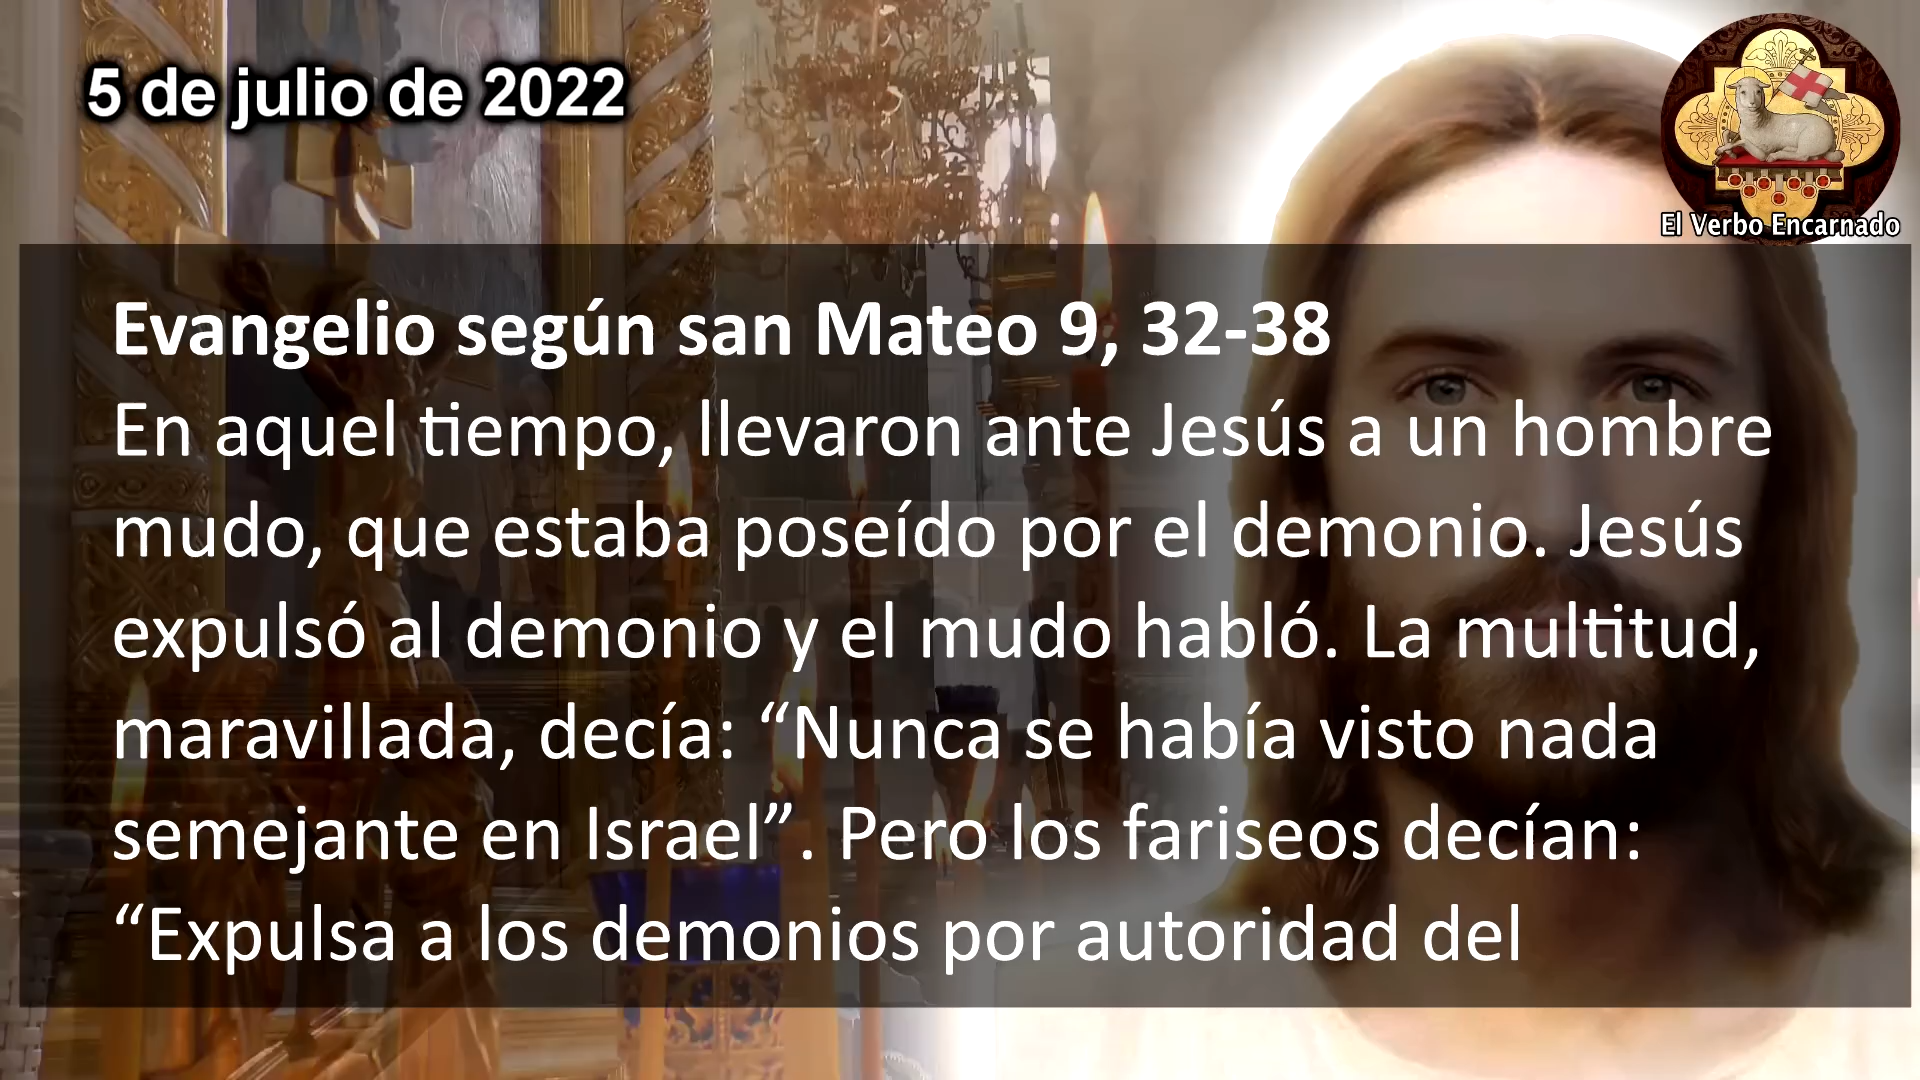 5 de julio de 2022
El Verbo Encarnado
Evangelio según san Mateo 9, 32-38
En aquel tiempo, llevaron ante Jesús a un hombre
mudo, que estaba poseído por el demonio. Jesús
expulsó al demonio y el mudo habló. La multitud,
maravillada, decía: “Nunca se había visto nada
semejante en Israel” . Pero los fariseos decían:
“Expulsa a los demonios por autoridad del